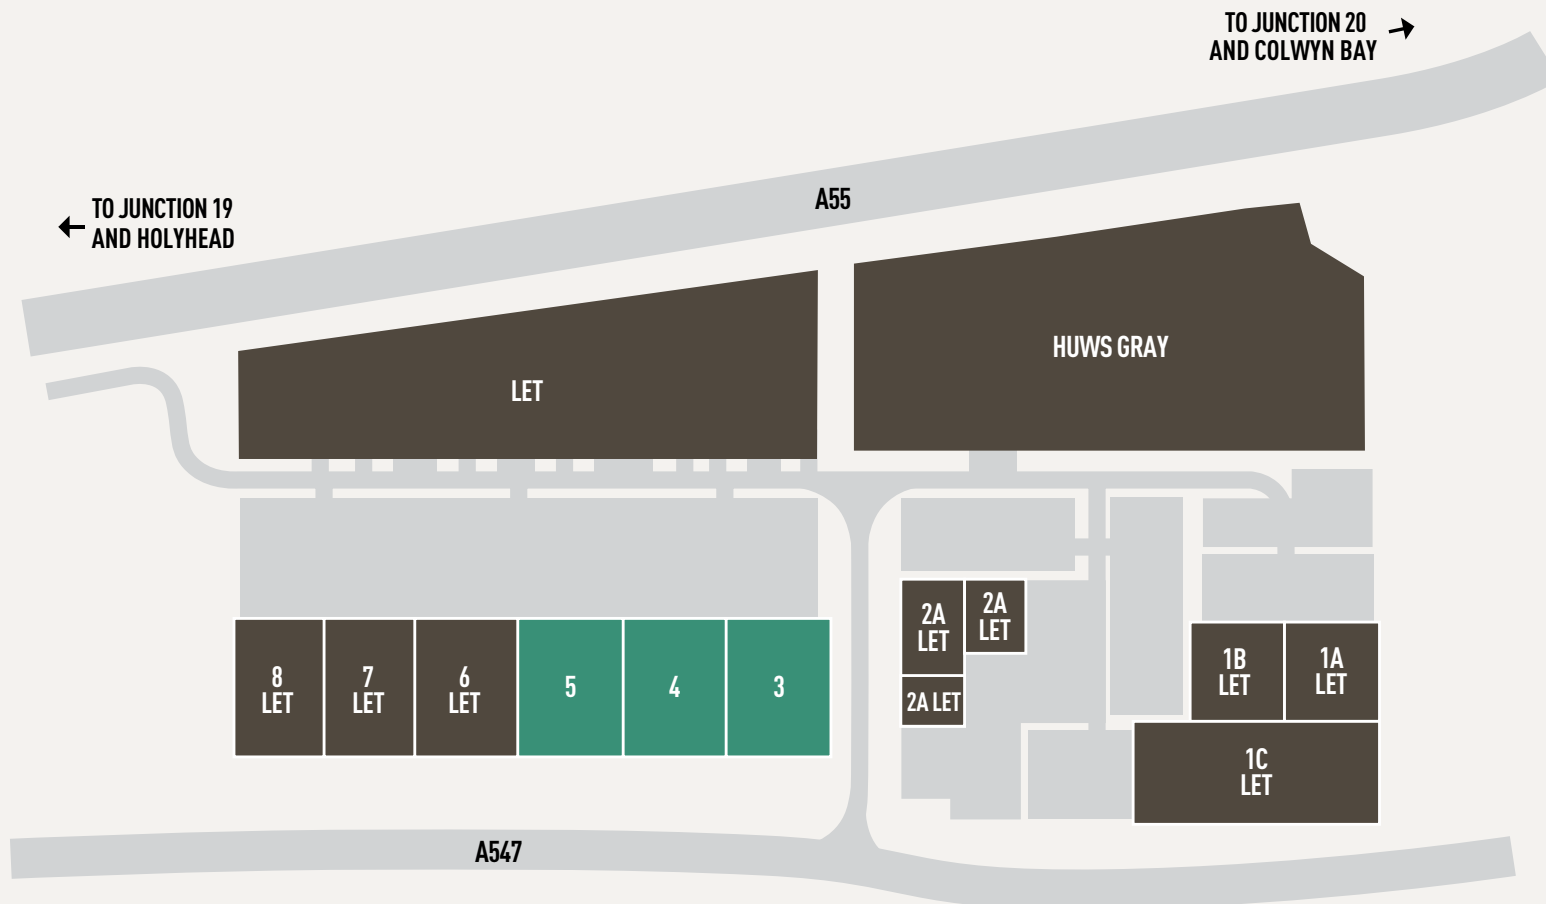 TO JUNCTION 20
AND COLWYN BAY
A55
TO JUNCTION 19
AND HOLYHEAD
HUWS GRAY
LET
2A
LET
2A
LET
2A LET
1B
LET
1A
LET
8
LET
7
LET
6
LET
5
4
3
1C
LET
A547